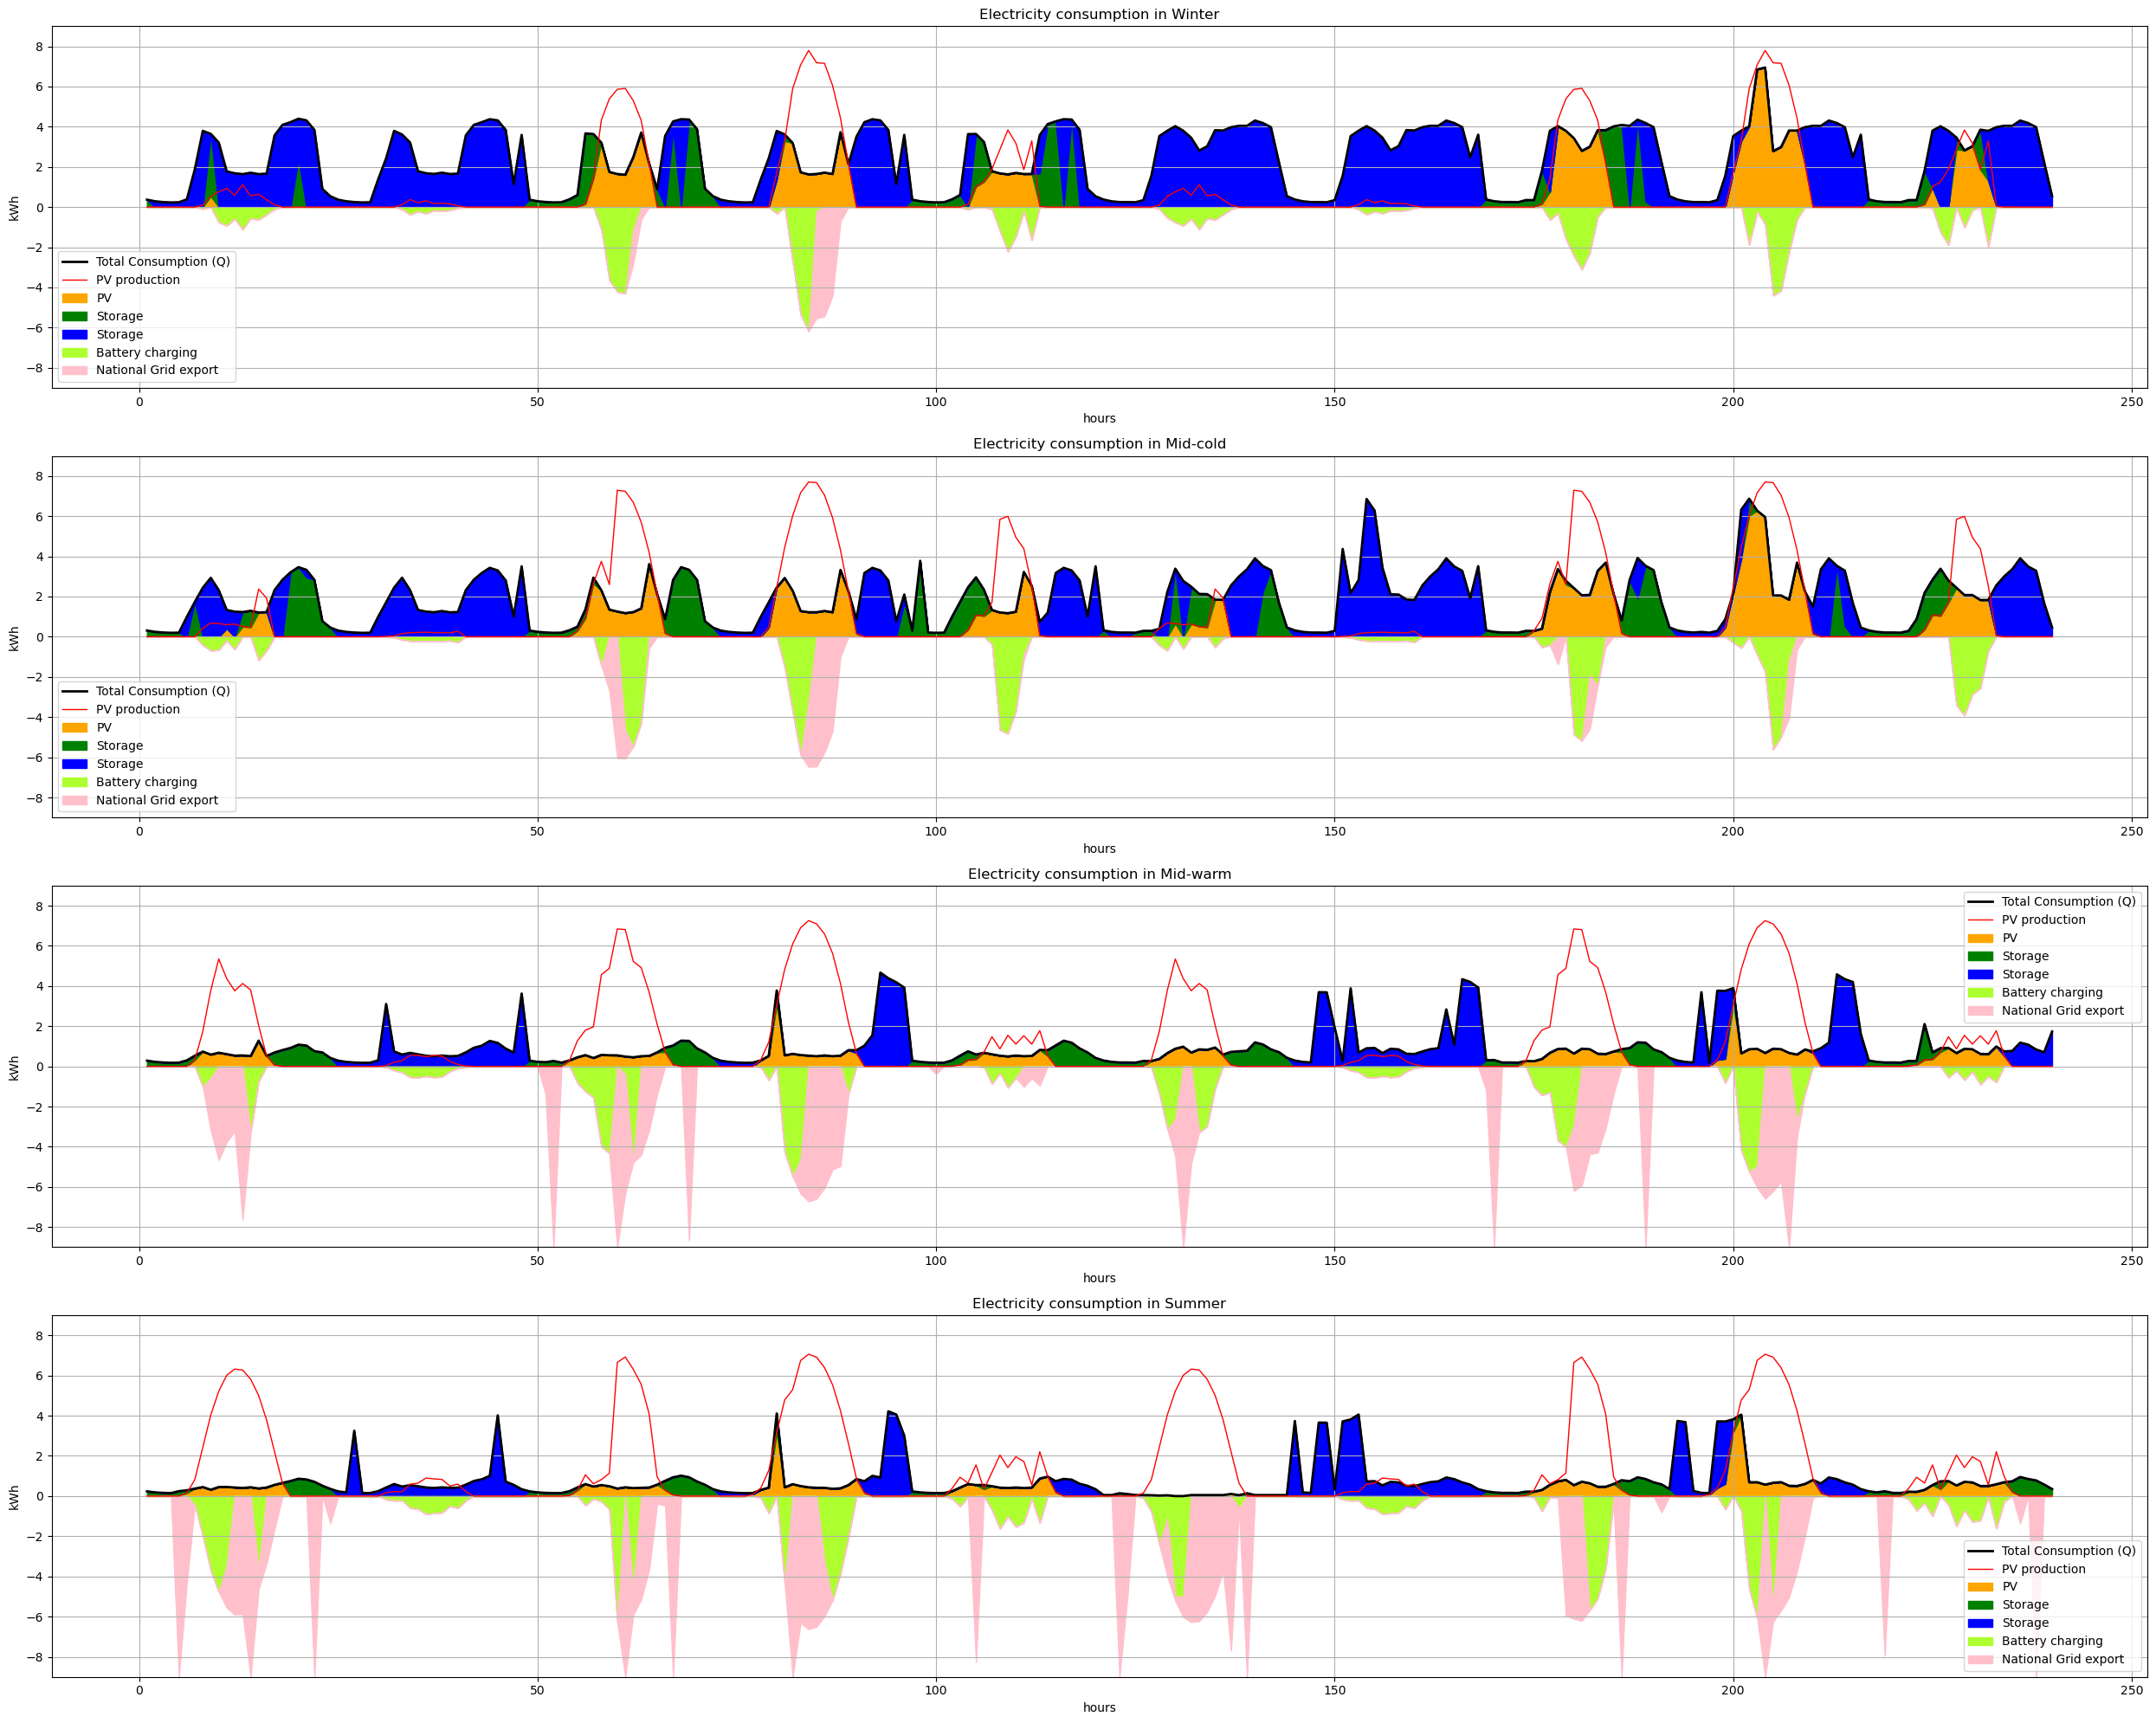 Electricity consumption in Winter
8
6
4
2
0
−2
−4
−6
−8
kWh
Total Consumption (Q)
PV production
PV
Storage
Storage
Battery charging
National Grid export
0 50 100 150 200 250
hours
Electricity consumption in Mid-cold
8
6
4
2
0
−2
−4
−6
−8
kWh
Total Consumption (Q)
PV production
PV
Storage
Storage
Battery charging
National Grid export
0 50 100 150 200 250
hours
Electricity consumption in Mid-warm
8
6
4
2
0
−2
−4
−6
−8
kWh
Total Consumption (Q)
PV production
PV
Storage
Storage
Battery charging
National Grid export
0 50 100 150 200 250
hours
Electricity consumption in Summer
8
6
4
2
0
−2
−4
−6
−8
kWh
Total Consumption (Q)
PV production
PV
Storage
Storage
Battery charging
National Grid export
0 50 100 150 200 250
hours